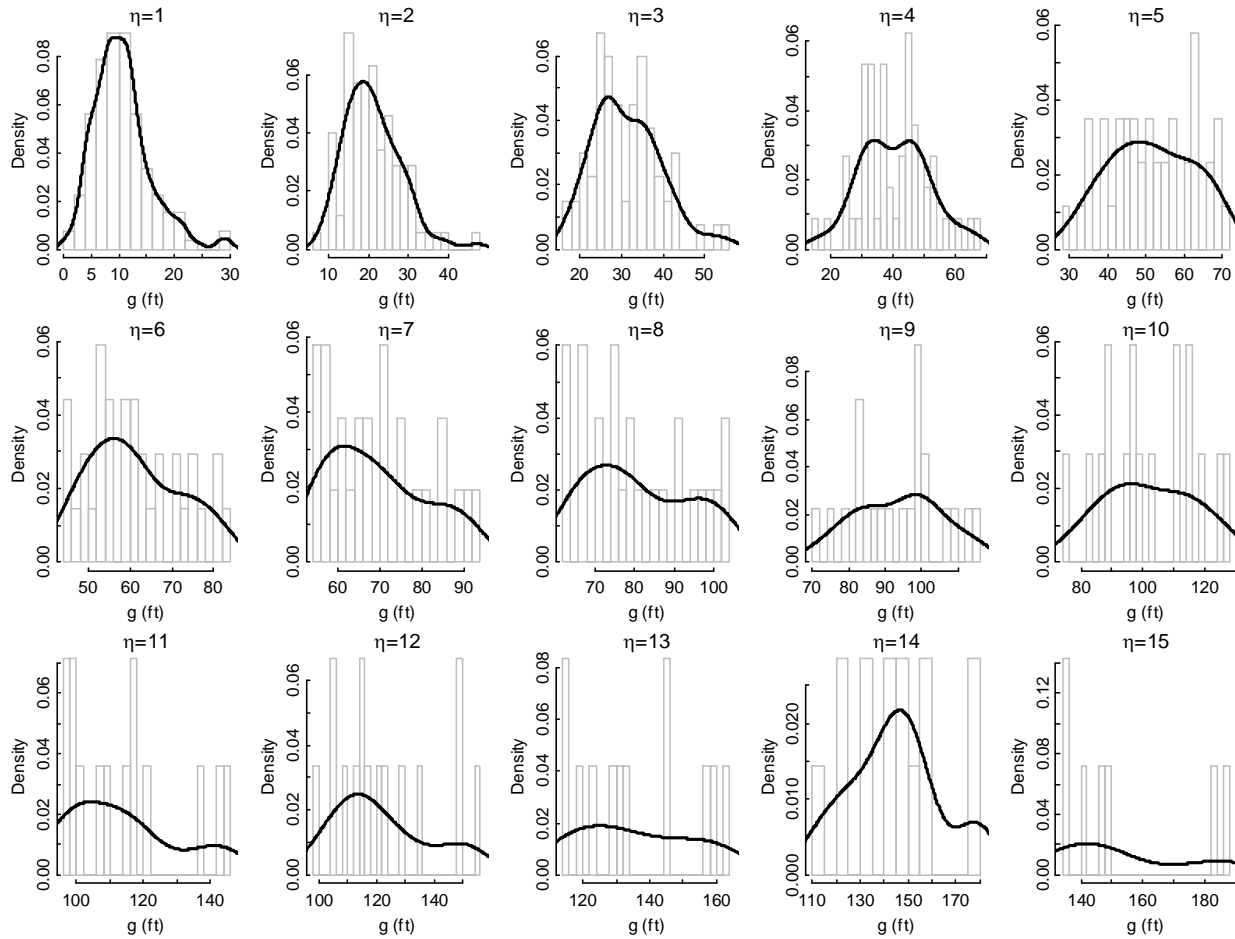 η=1
Density
0.00 0.02 0.04 0.06 0.08
0 5 10 20 30
g (ft)
η=2
Density
0.00 0.02 0.04 0.06
10 20 30 40
g (ft)
η=3
Density
0.00 0.02 0.04 0.06
20 30 40 50
g (ft)
η=4
Density
0.00 0.02 0.04 0.06
20 40 60
g (ft)
η=5
Density
0.00 0.02 0.04 0.06
30 40 50 60 70
g (ft)
η=6
Density
0.00 0.02 0.04 0.06
50 60 70 80
g (ft)
η=7
Density
0.00 0.02 0.04 0.06
60 70 80 90
g (ft)
η=8
Density
0.00 0.02 0.04 0.06
70 80 90 100
g (ft)
η=9
Density
0.00 0.02 0.04 0.06 0.08
70 80 90 100
g (ft)
η=10
Density
0.00 0.02 0.04 0.06
80 100 120
g (ft)
η=11
Density
0.00 0.02 0.04 0.06
100 120 140
g (ft)
η=12
Density
0.00 0.02 0.04 0.06
100 120 140
g (ft)
η=13
Density
0.00 0.02 0.04 0.06 0.08
120 140 160
g (ft)
η=14
Density
0.000 0.010 0.020
110 130 150 170
g (ft)
η=15
Density
0.00 0.04 0.08 0.12
140 160 180
g (ft)